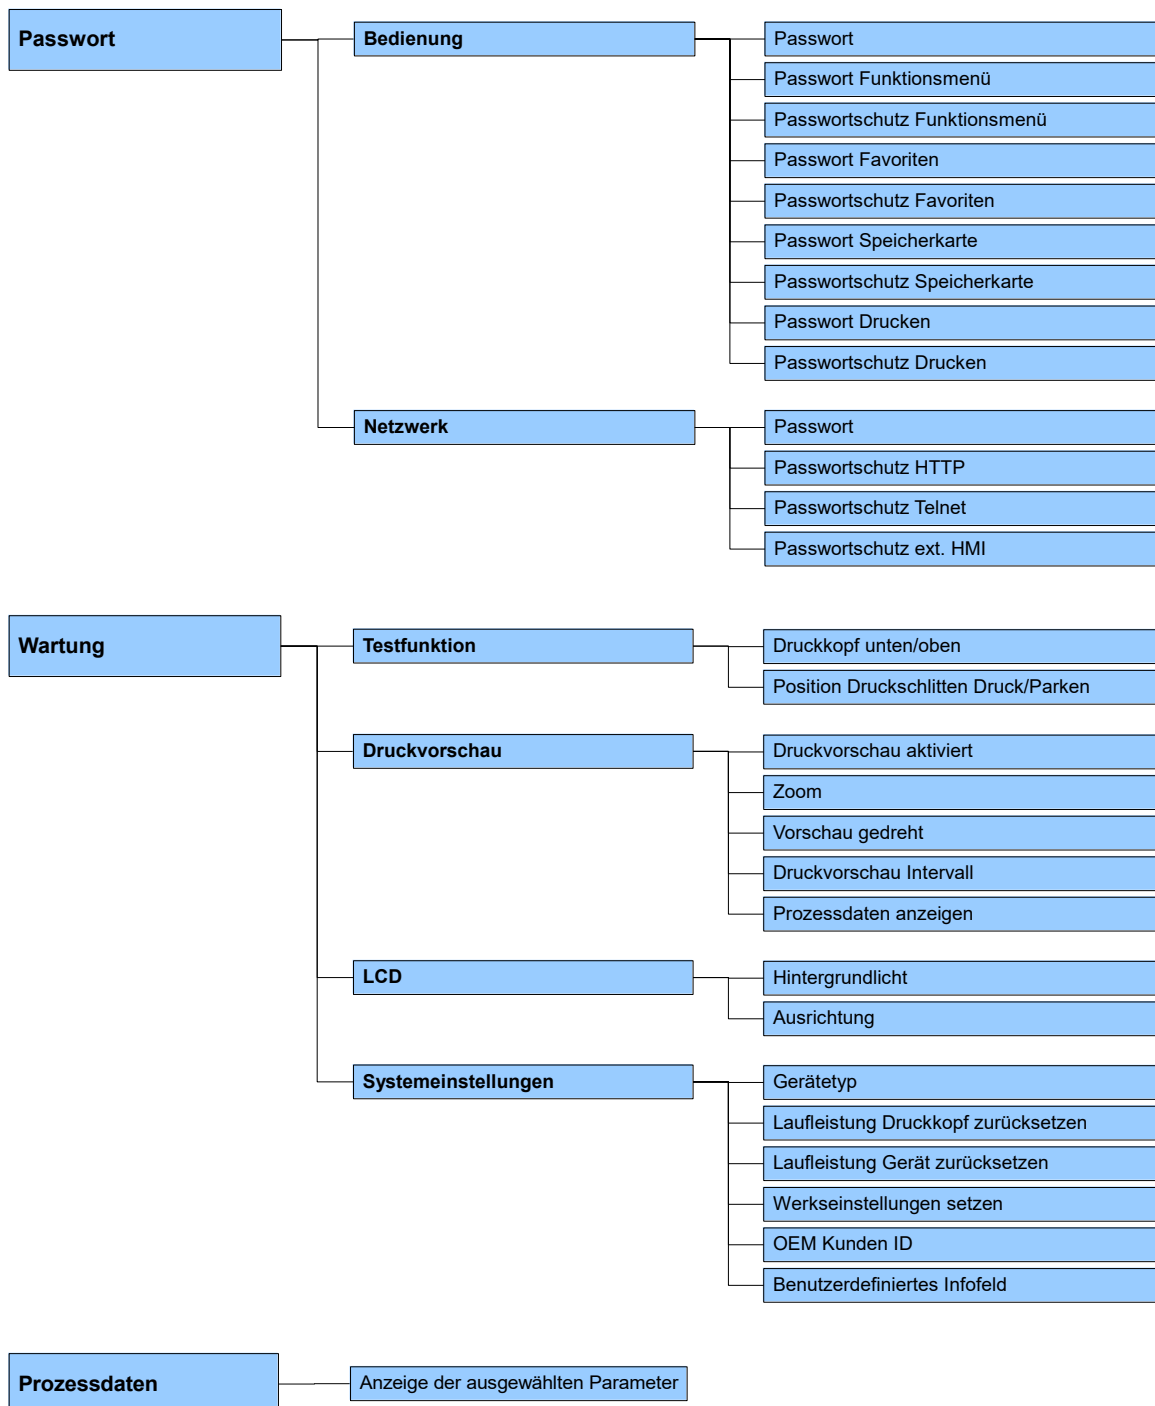 Passwort
Bedienung
Passwort
Passwort Funktionsmenü
Passwortschutz Funktionsmenü
Passwort Favoriten
Passwortschutz Favoriten
Passwort Speicherkarte
Passwortschutz Speicherkarte
Passwort Drucken
Passwortschutz Drucken
Netzwerk
Passwort
Passwortschutz HTTP
Passwortschutz Telnet
Passwortschutz ext. HMI
Wartung
Testfunktion
Druckkopf unten/oben
Position Druckschlitten Druck/Parken
Druckvorschau
Druckvorschau aktiviert
Zoom
Vorschau gedreht
Druckvorschau Intervall
Prozessdaten anzeigen
LCD
Hintergrundlicht
Ausrichtung
Systemeinstellungen
Gerätetyp
Laufleistung Druckkopf zurücksetzen
Laufleistung Gerät zurücksetzen
Werkseinstellungen setzen
OEM Kunden ID
Benutzerdefiniertes Infofeld
Prozessdaten
Anzeige der ausgewählten Parameter